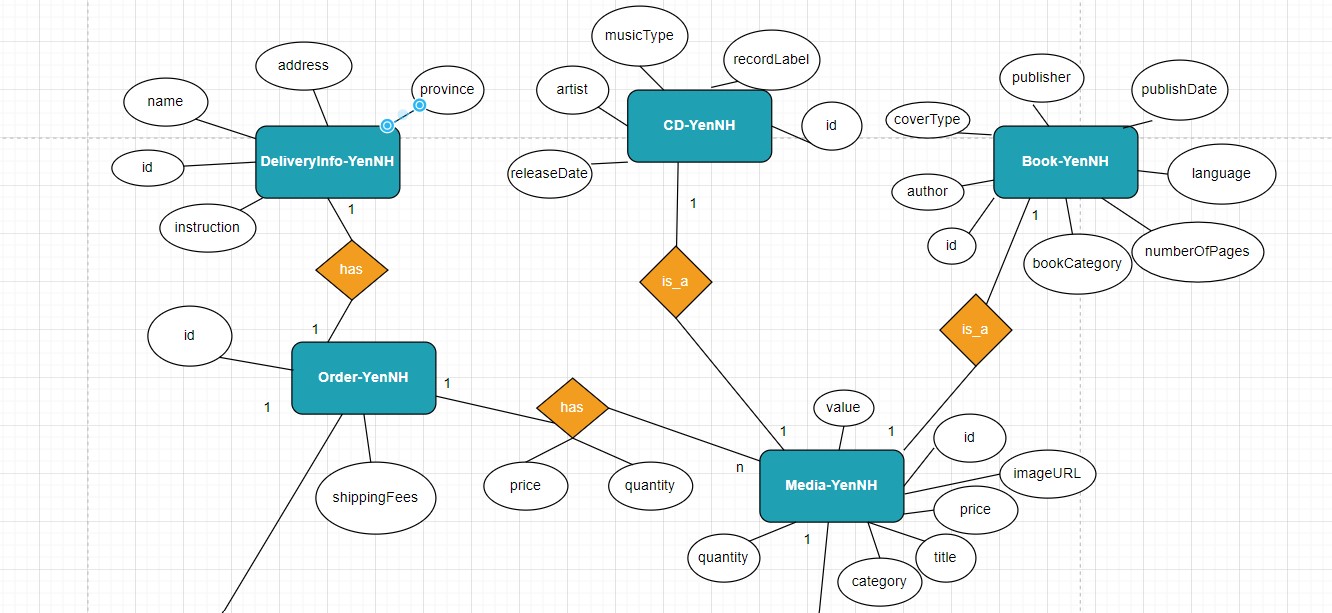 musicType
recordLabel
address
province
publisher
publishDate
name
artist
CD-YenNH
id
coverType
id
DeliveryInfo-YenNH
releaseDate
Book-YenNH
language
author
instruction
1
1
1
id
bookCategory
numberOfPages
has
is_a
is_a
id
1
Order-YenNH
1
1
has
value
1
1
id
n
shippingFees
price
quantity
Media-YenNH
imageURL
price
quantity
1
category
title